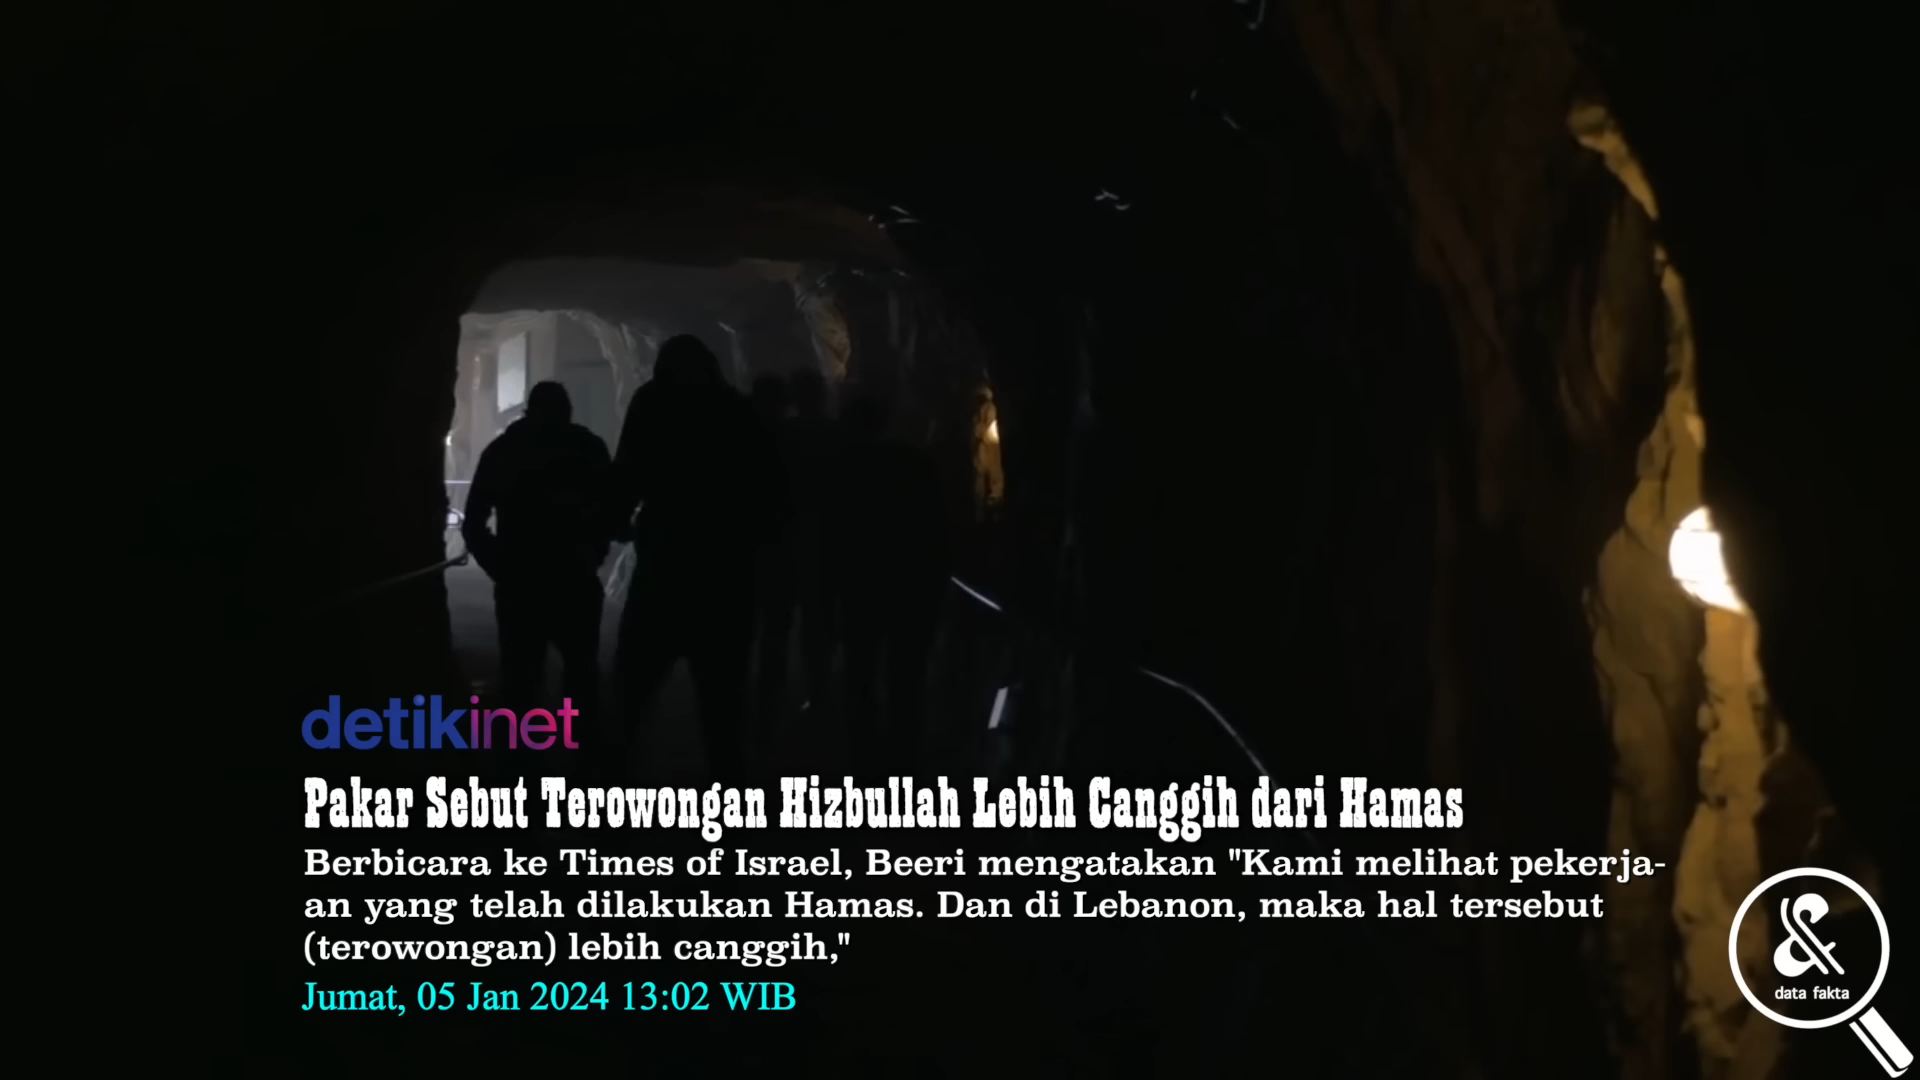 detikinet
Pakar Sebut Terowongan Hizbullah Lebih Canggih dari Hamas
Berbicara ke Times of Israel, Beeri mengatakan "Kami melihat pekerja-
an yang telah dilakukan Hamas. Dan di Lebanon, maka hal tersebut
(terowongan) lebih canggih,"
Jumat, 05 Jan 2024 13:02 WIB
&
data fakta